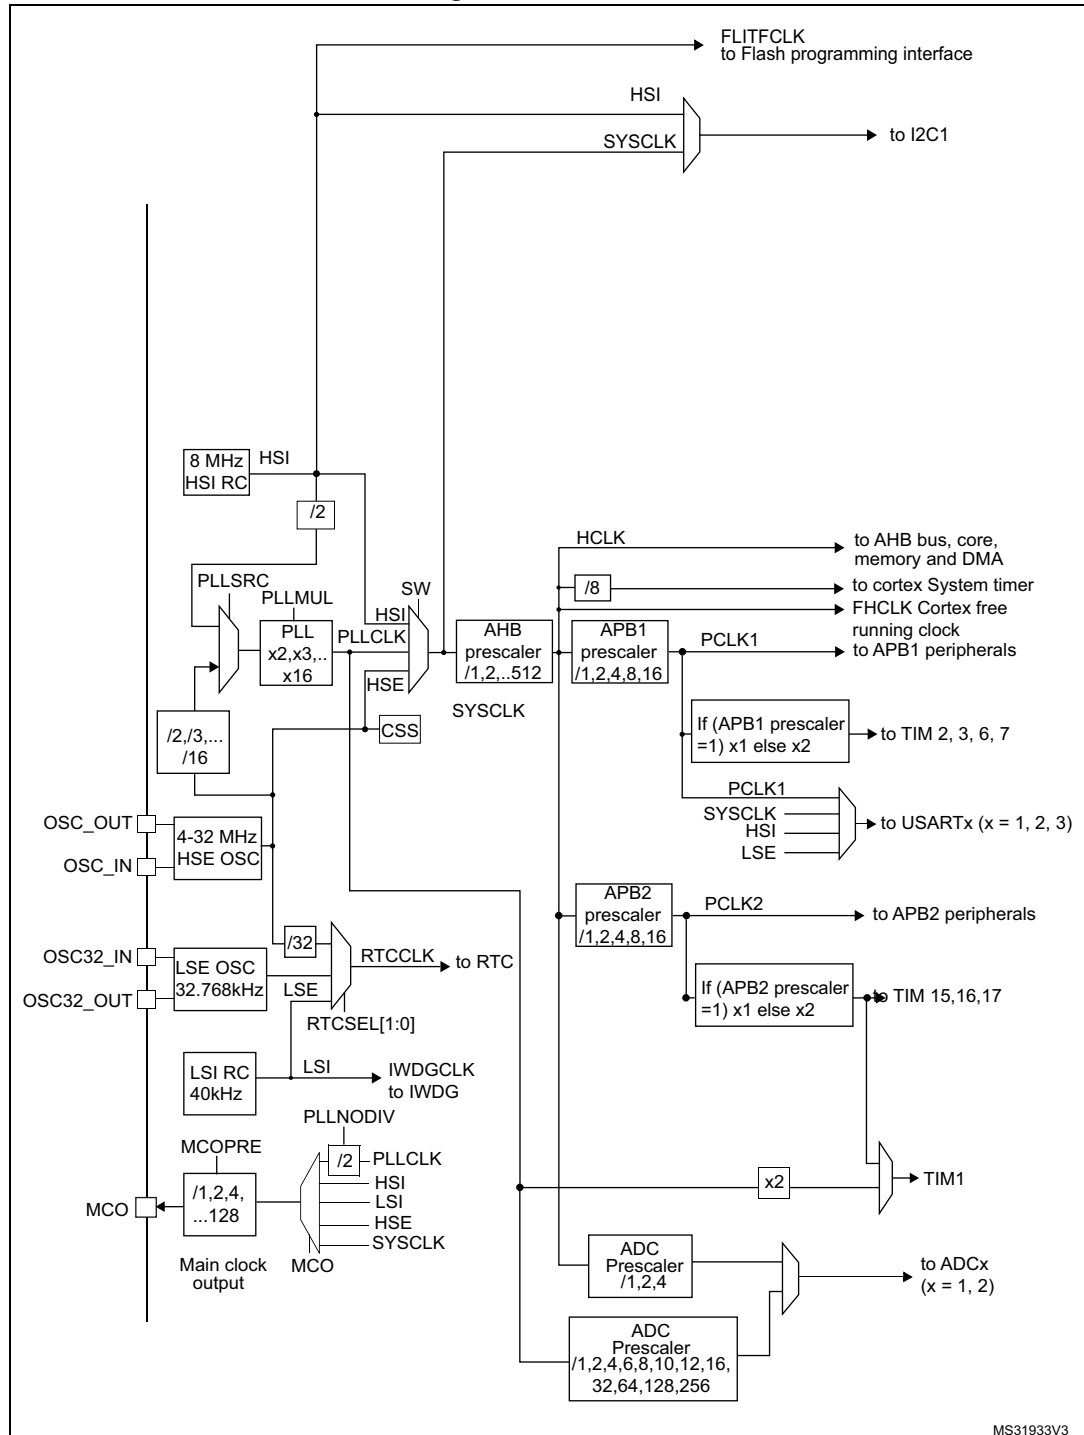 FLITFCLK
to Flash programming interface
HSI
to I2C1
SYSCLK
8 MHz
HSI RC
HSI
/2
HCLK
to AHB bus, core,
memory and DMA
/8
to cortex System timer
FHCLK Cortex free
running clock
PLLSRC
PLLMUL
PLL
x2,x3,..
x16
SW
HSI
PLLCLK
HSE
AHB
prescaler
/1,2,..512
SYSCLK
APB1
prescaler
/1,2,4,8,16
PCLK1
to APB1 peripherals
CSS
/2,/3,...
/16
If (APB1 prescaler
=1) x1 else x2
to TIM 2, 3, 6, 7
PCLK1
SYSCLK
HSI
LSE
to USARTx (x = 1, 2, 3)
OSC_OUT
OSC_IN
4-32 MHz
HSE OSC
APB2
prescaler
/1,2,4,8,16
PCLK2
to APB2 peripherals
/32
OSC32_IN
OSC32_OUT
LSE OSC
32.768kHz
LSE
RTCCLK
to RTC
RTCSEL[1:0]
If (APB2 prescaler
=1) x1 else x2
to TIM 15,16,17
LSI RC
40kHz
LSI
IWDGCLK
to IWDG
PLLNODIV
MCOPRE
/2
PLLCLK
HSI
LSI
HSE
SYSCLK
/1,2,4,
...128
MCO
Main clock
output
MCO
x2
TIM1
ADC
Prescaler
/1,2,4
to ADCx
(x = 1, 2)
ADC
Prescaler
/1,2,4,6,8,10,12,16,
32,64,128,256
MS31933V3